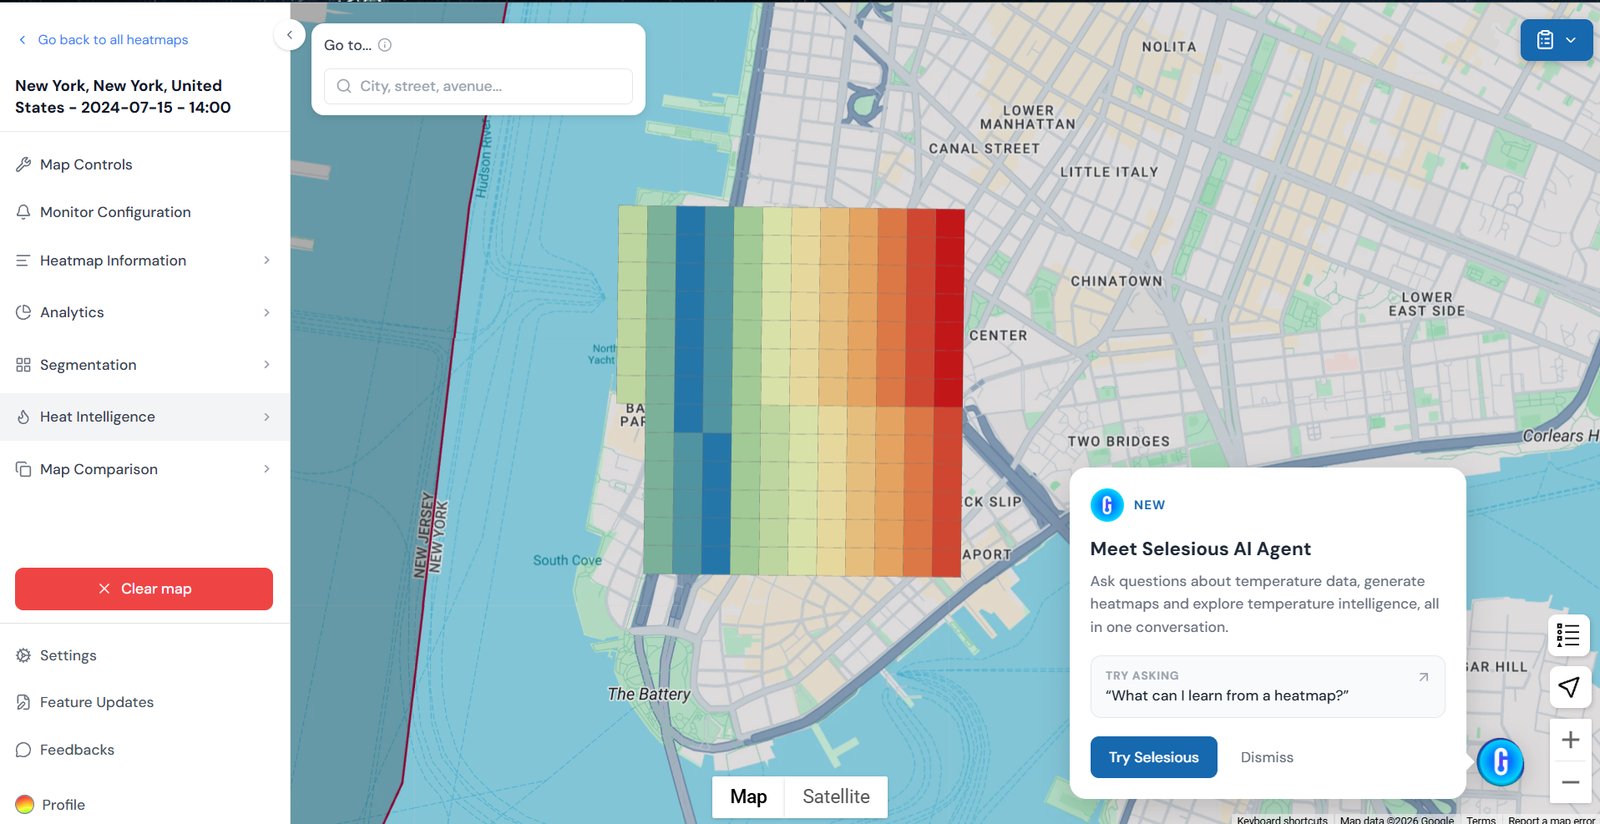 Go back to all heatmaps
New York, New York, United
States - 2024-07-15 - 14:00
Map Controls
Monitor Configuration
Heatmap Information
Analytics
Segmentation
Heat Intelligence
Map Comparison
Clear map
Settings
Feature Updates
Feedbacks
Profile
Go to...
City, street, avenue...
Hudson River
NOLITA
LOWER
MANHATTAN
CANAL STREET
LITTLE ITALY
CHINATOWN
LOWER
EAST SIDE
CENTER
North
Yacht
BA
PAR
TWO BRIDGES
Corlears H
CK SLIP
APORT
NEW JERSEY
NEW YORK
South Cove
The Battery
GAR HILL
NEW
Meet Selesious AI Agent
Ask questions about temperature data, generate
heatmaps and explore temperature intelligence, all
in one conversation.
TRY ASKING
“What can I learn from a heatmap?”
Try Selesious
Dismiss
Map
Satellite
Keyboard shortcuts
Map data ©2026 Google
Terms
Report a map error